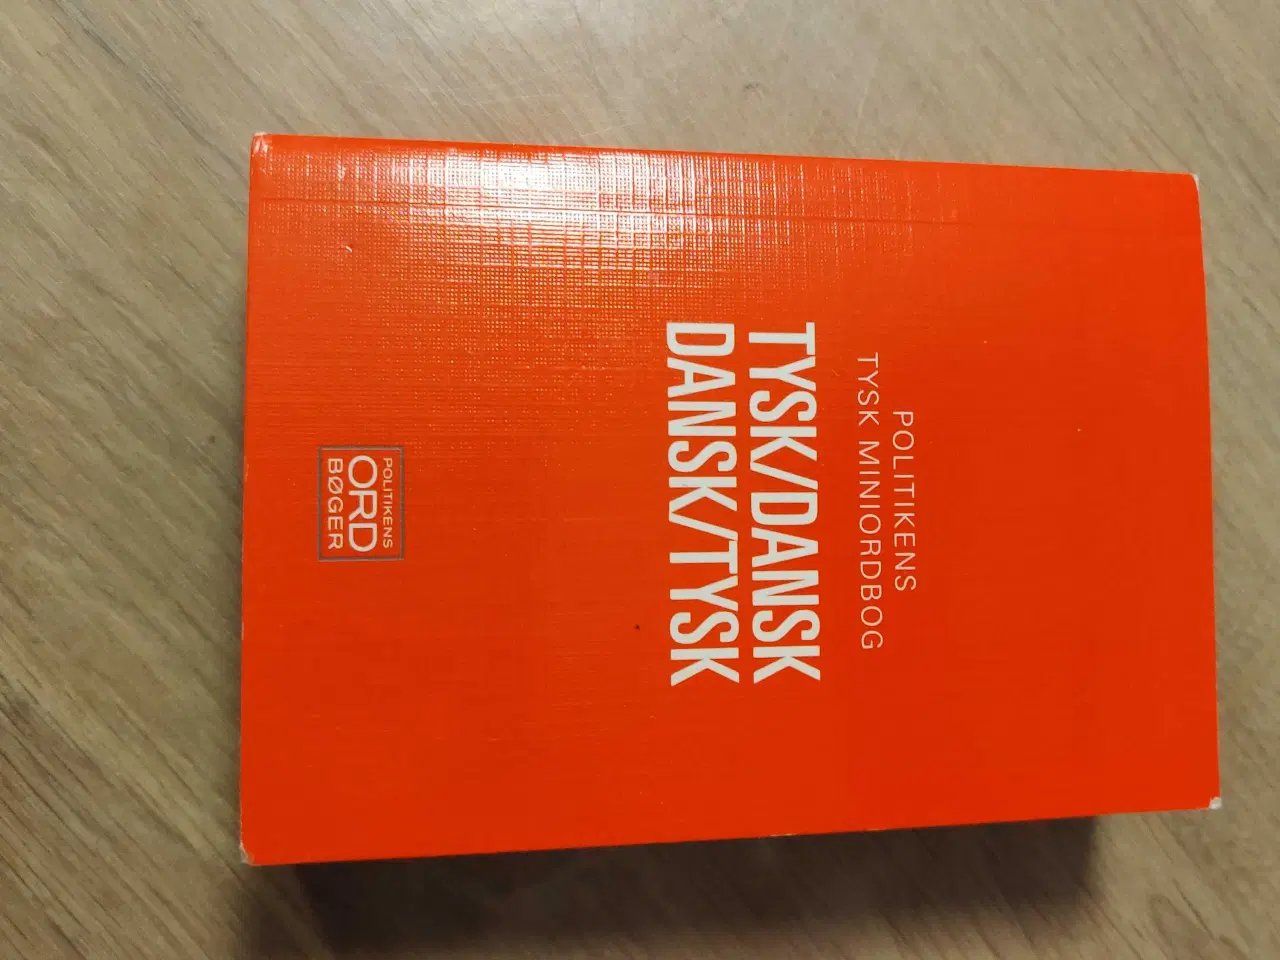 POLITIKENS
TYSK MINIORDBOG
TYSK/DANSK
DANSK/TYSK
POLITIKENS
ORD
BØGER